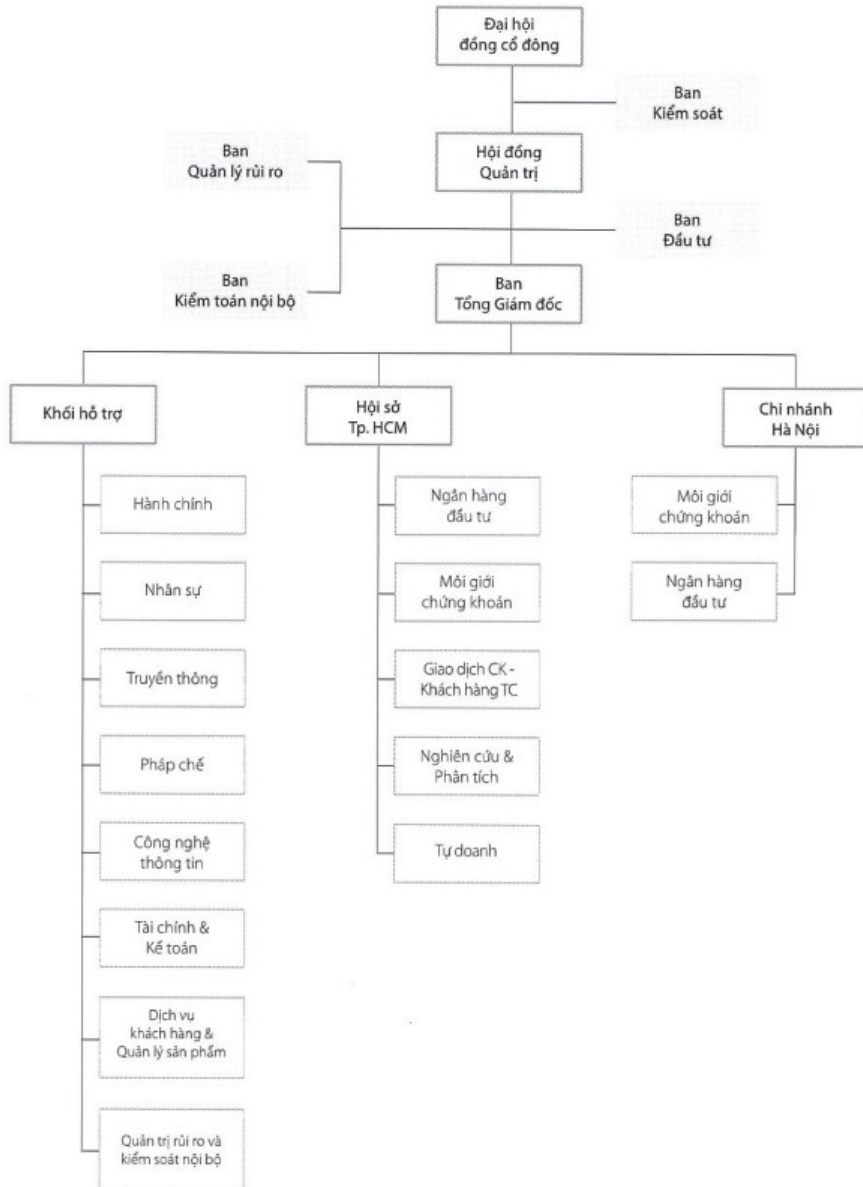 Đại hội
đồng cổ đông
Ban
Kiểm soát
Hội đồng
Quản trị
Ban
Quản lý rủi ro
Ban
Đầu tư
Ban
Kiểm toán nội bộ
Ban
Tổng Giám đốc
Khối hỗ trợ
Hội sở
Tp. HCM
Chi nhánh
Hà Nội
Hành chính
Nhân sự
Truyền thông
Pháp chế
Công nghệ
thông tin
Tài chính &
Kế toán
Dịch vụ
khách hàng &
Quản lý sản phẩm
Quản trị rủi ro và
kiểm soát nội bộ
Ngân hàng
đầu tư
Môi giới
chứng khoán
Giao dịch CK -
Khách hàng TC
Nghiên cứu &
Phân tích
Tự doanh
Môi giới
chứng khoán
Ngân hàng
đầu tư